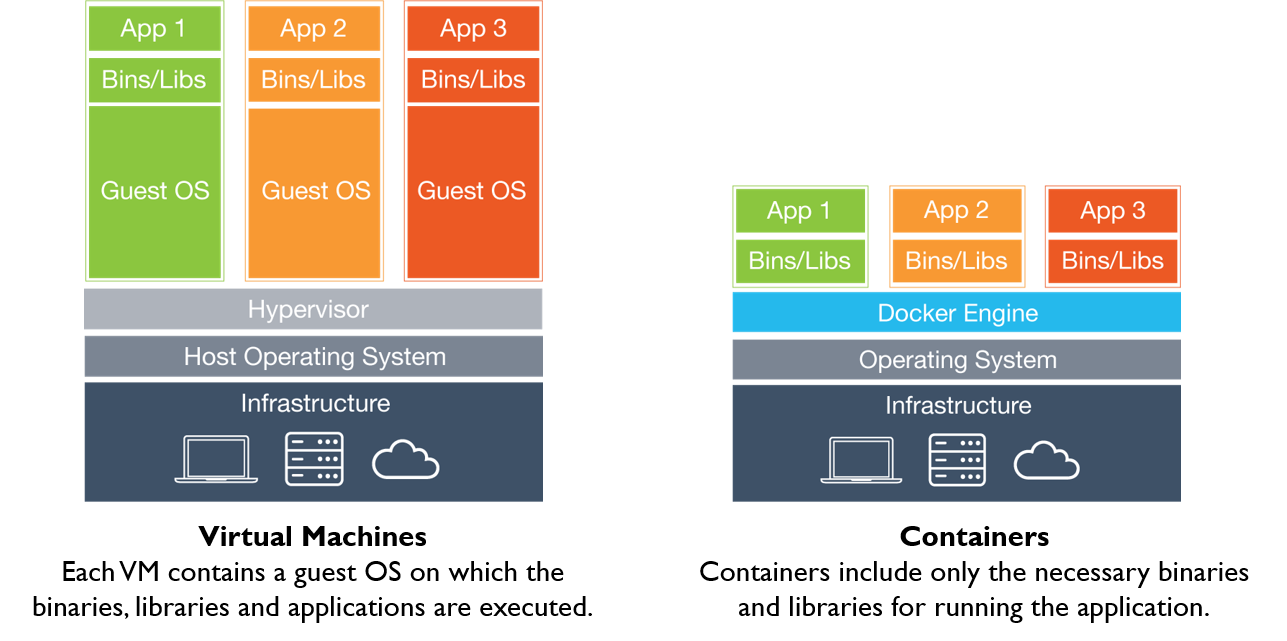 App 1
App 2
App 3
Bins/Libs
Bins/Libs
Bins/Libs
Guest OS
Guest OS
Guest OS
Hypervisor
Host Operating System
Infrastructure
Virtual Machines
Each VM contains a guest OS on which the
binaries, libraries and applications are executed.
App 1
App 2
App 3
Bins/Libs
Bins/Libs
Bins/Libs
Docker Engine
Operating System
Infrastructure
Containers
Containers include only the necessary binaries
and libraries for running the application.